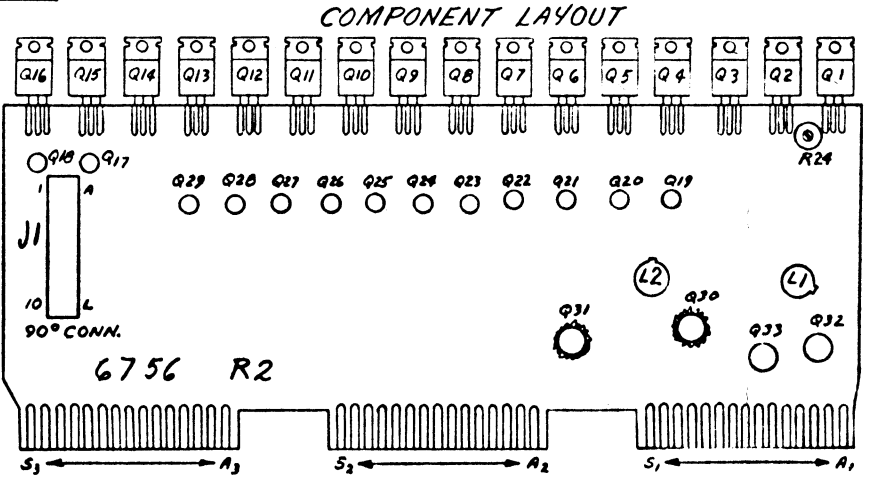 COMPONENT LAYOUT
Q16 Q15 Q14 Q13 Q12 Q11 Q10 Q9 Q8 Q7 Q6 Q5 Q4 Q3 Q2 Q1
R24
Q18 Q17
1 A
Q29 Q28 Q27 Q26 Q25 Q24 Q23 Q22 Q21 Q20 Q19
J1
L2 L1
10 L
Q31 Q30
Q33 Q32
90° CONN.
6756 R2
S3 A3 S2 A2 S1 A1